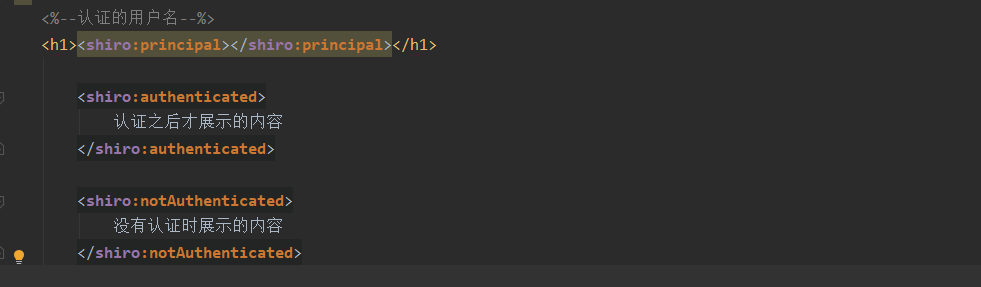 <%--认证的用户名--%>
<h1><shiro:principal></shiro:principal></h1>
<shiro:authenticated>
认证之后才展示的内容
</shiro:authenticated>
<shiro:notAuthenticated>
没有认证时展示的内容
</shiro:notAuthenticated>